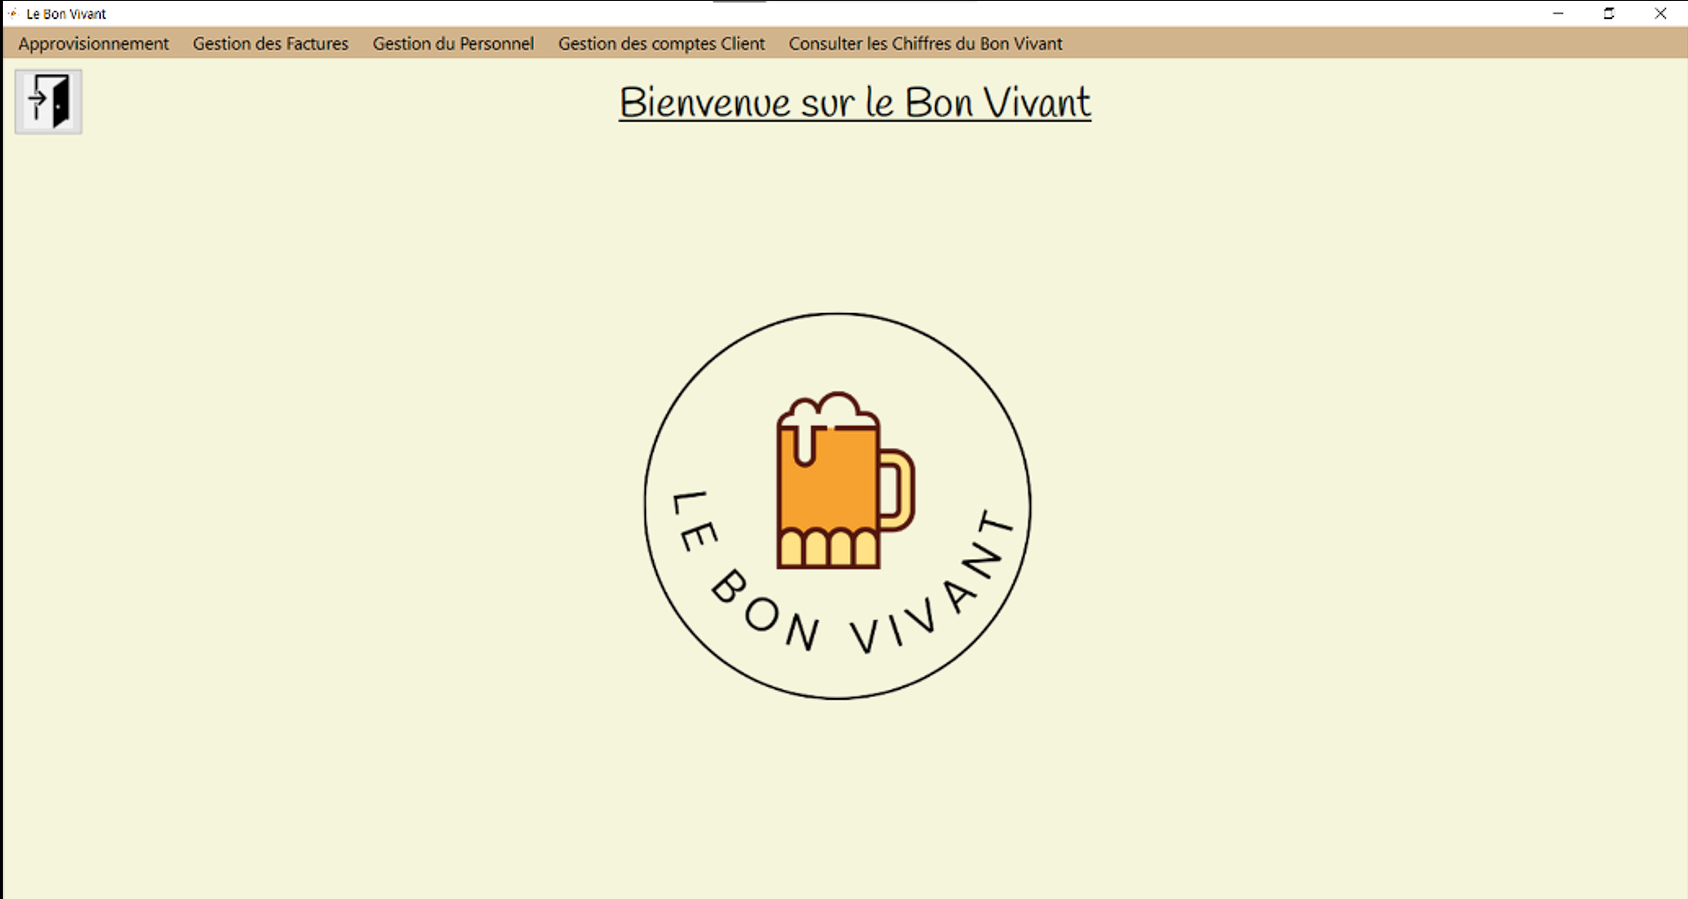 Le Bon Vivant
Approvisionnement Gestion des Factures Gestion du Personnel Gestion des comptes Client Consulter les Chiffres du Bon Vivant
Bienvenue sur le Bon Vivant
LE BON VIVANT